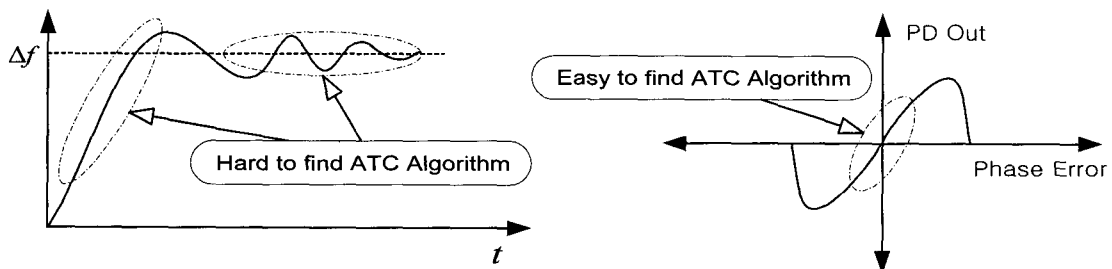 Δf
Hard to find ATC Algorithm
t
PD Out
Easy to find ATC Algorithm
Phase Error